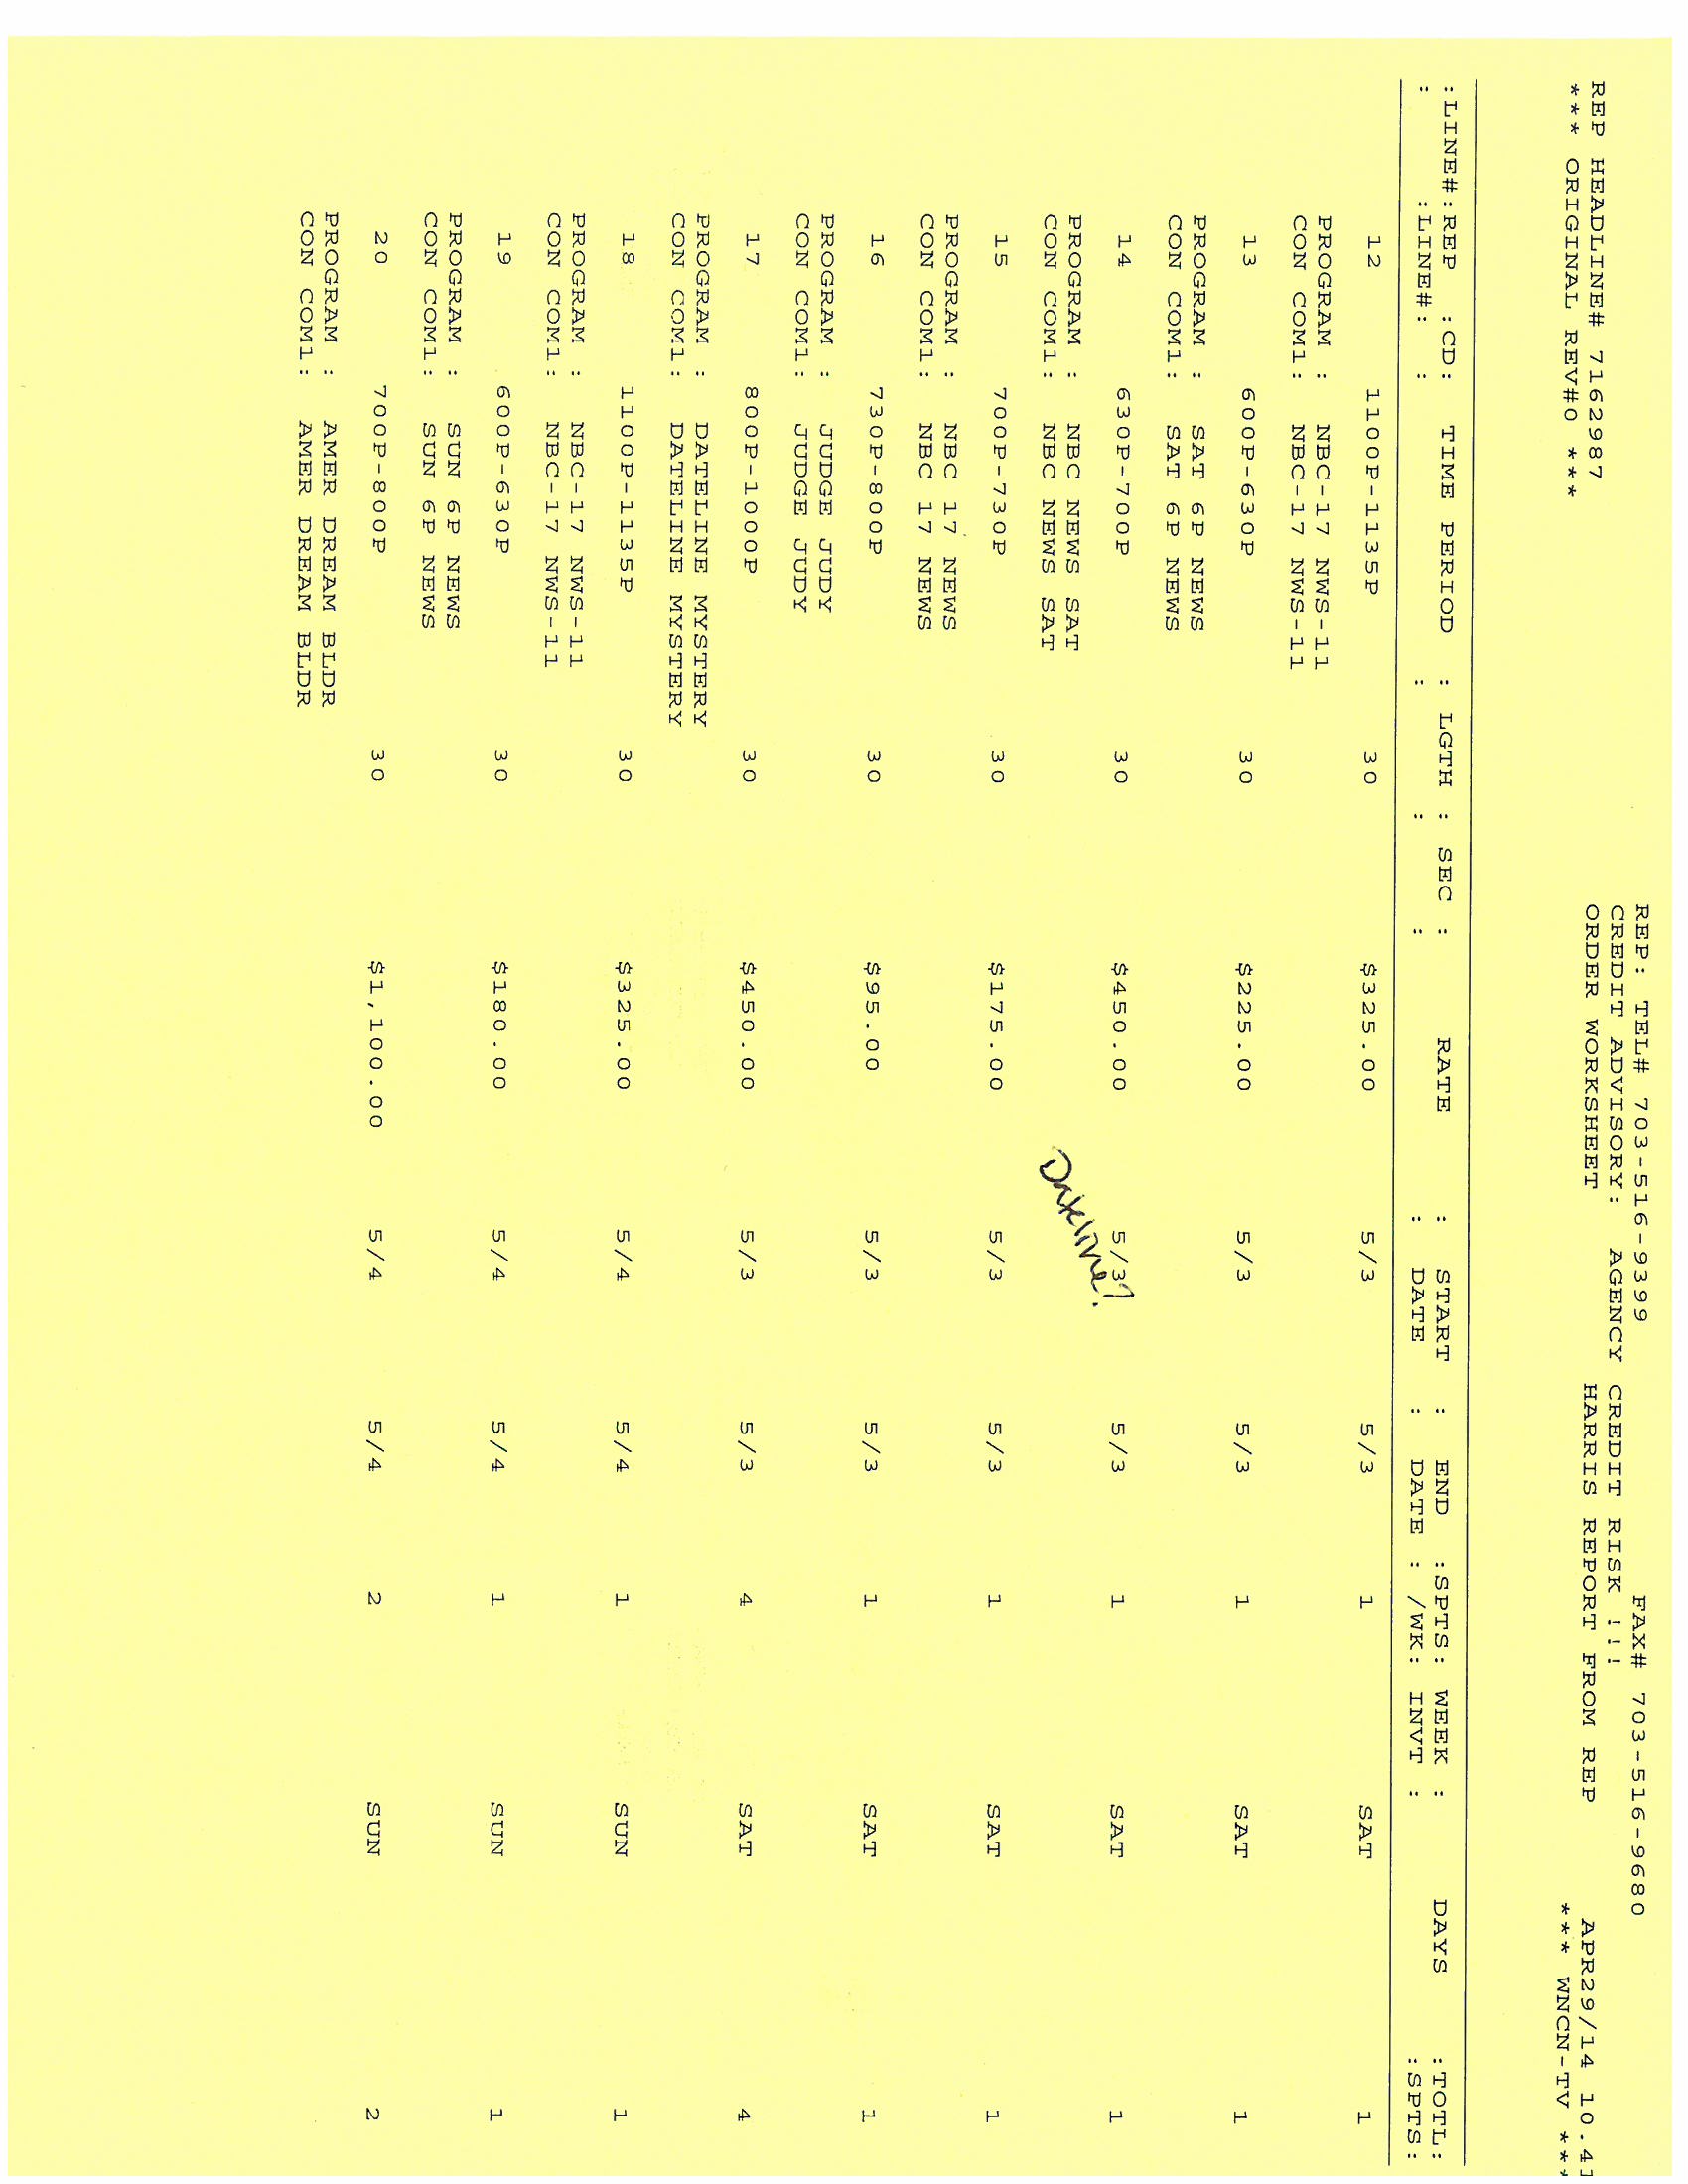 REP: TEL# 703-516-9399 FAX# 703-516-9680
CREDIT ADVISORY: AGENCY CREDIT RISK !!!
REP HEADLINE# 7162987 ORDER WORKSHEET HARRIS REPORT FROM REP APR29/14 10.41
*** ORIGINAL REV#0 *** *** WNCN-TV ***
:LINE#:REP :CD: TIME PERIOD : LGTH : SEC : RATE : START : END :SPTS: WEEK : DAYS :TOTL:
: :LINE#: : : : : : DATE : DATE : /WK: INVT : :SPTS:
12 1100P-1135P 30 $325.00 5/3 5/3 1 SAT 1
PROGRAM : NBC-17 NWS-11
CON COM1: NBC-17 NWS-11
13 600P-630P 30 $225.00 5/3 5/3 1 SAT 1
PROGRAM : SAT 6P NEWS
CON COM1: SAT 6P NEWS
14 630P-700P 30 $450.00 5/3 5/3 1 SAT 1
PROGRAM : NBC NEWS SAT
CON COM1: NBC NEWS SAT
Dateline?
15 700P-730P 30 $175.00 5/3 5/3 1 SAT 1
PROGRAM : NBC 17 NEWS
CON COM1: NBC 17 NEWS
16 730P-800P 30 $95.00 5/3 5/3 1 SAT 1
PROGRAM : JUDGE JUDY
CON COM1: JUDGE JUDY
17 800P-1000P 30 $450.00 5/3 5/3 4 SAT 4
PROGRAM : DATELINE MYSTERY
CON COM1: DATELINE MYSTERY
18 1100P-1135P 30 $325.00 5/4 5/4 1 SUN 1
PROGRAM : NBC-17 NWS-11
CON COM1: NBC-17 NWS-11
19 600P-630P 30 $180.00 5/4 5/4 1 SUN 1
PROGRAM : SUN 6P NEWS
CON COM1: SUN 6P NEWS
20 700P-800P 30 $1,100.00 5/4 5/4 2 SUN 2
PROGRAM : AMER DREAM BLDR
CON COM1: AMER DREAM BLDR